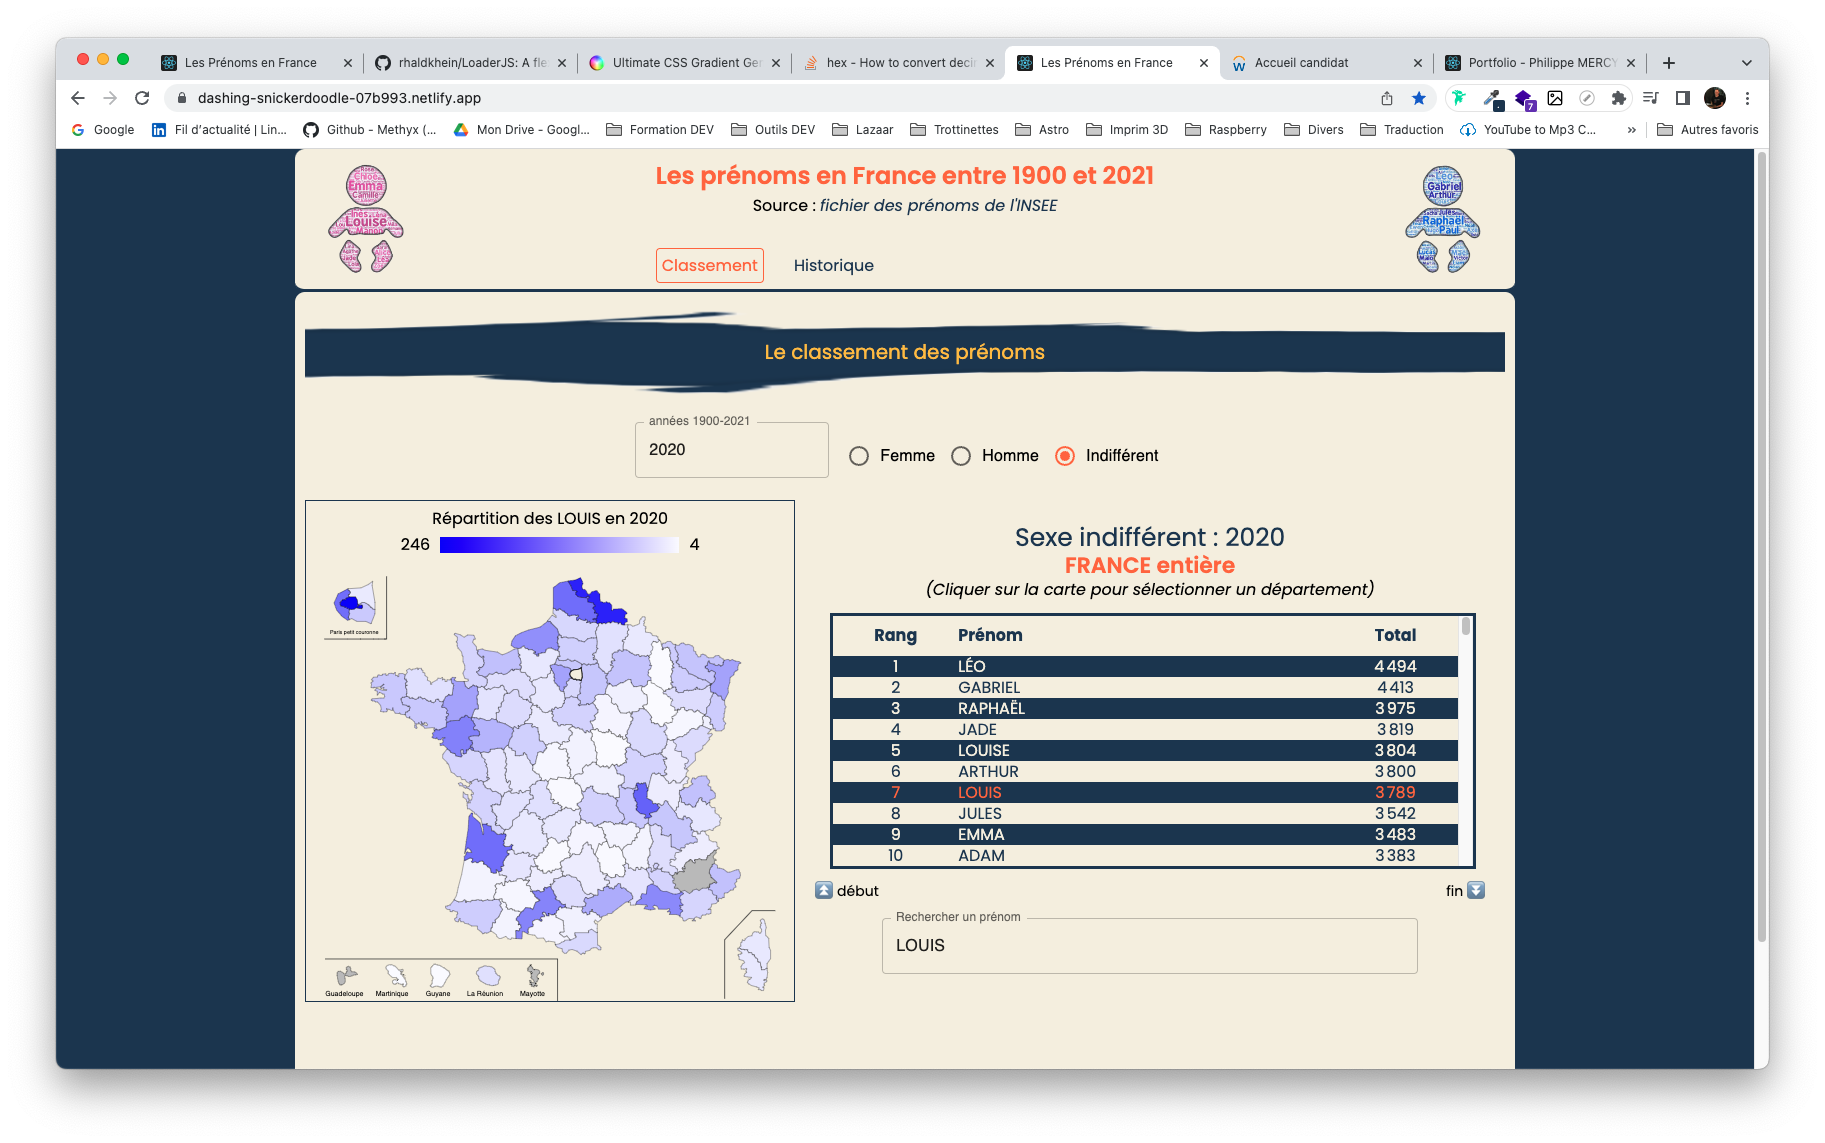 Les Prénoms en France
rhaldkhein/LoaderJS: A fle
Ultimate CSS Gradient Ge
hex - How to convert deci
Les Prénoms en France
Accueil candidat
Portfolio - Philippe MERCY
dashing-snickerdoodle-07b993.netlify.app
7
Google
Fil d'actualité | Lin...
Github - Methyx (...
Mon Drive - Googl...
Formation DEV
Outils DEV
Lazaar
Trottinettes
Astro
Imprim 3D
Raspberry
Divers
Traduction
YouTube to Mp3 C...
»
Autres favoris
Chloé
Emma
Camille
Inès
Louise
Manon
Léo
Gabriel
Arthur
Jules
Raphaël
Paul
Les prénoms en France entre 1900 et 2021
Source : fichier des prénoms de l'INSEE
Classement
Historique
Le classement des prénoms
années 1900-2021
2020
Femme
Homme
Indifférent
Répartition des LOUIS en 2020
246
4
Paris petit couronne
Guadeloupe
Martinique
Guyane
La Réunion
Mayotte
Sexe indifférent : 2020
FRANCE entière
(Cliquer sur la carte pour sélectionner un département)
Rang Prénom Total
1 LÉO 4 494
2 GABRIEL 4 413
3 RAPHAËL 3 975
4 JADE 3 819
5 LOUISE 3 804
6 ARTHUR 3 800
7 LOUIS 3 789
8 JULES 3 542
9 EMMA 3 483
10 ADAM 3 383
début
fin
Rechercher un prénom
LOUIS